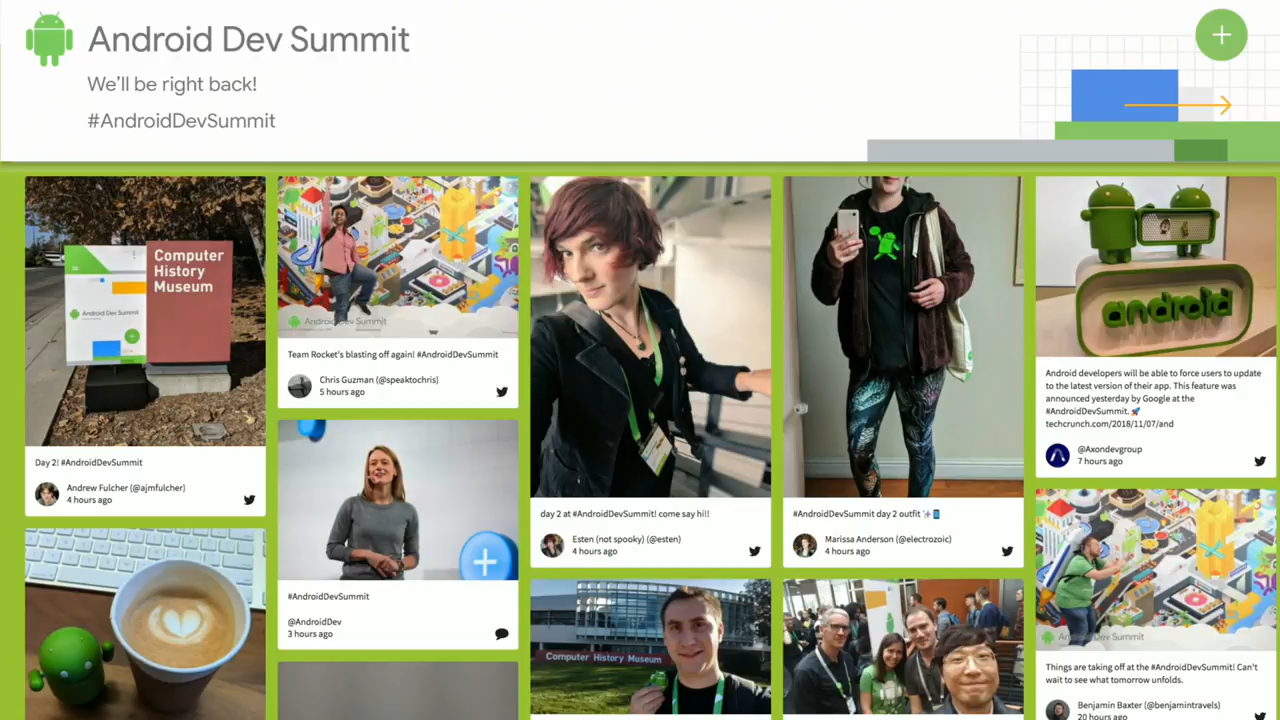 Android Dev Summit
We'll be right back!
#AndroidDevSummit
Computer
History
Museum
Android Dev Summit
Day 2! #AndroidDevSummit
Andrew Fulcher (@ajmfulcher)
4 hours ago
Android Dev Summit
Team Rocket's blasting off again! #AndroidDevSummit
Chris Guzman (@speaktochris)
5 hours ago
#AndroidDevSummit
@AndroidDev
3 hours ago
day 2 at #AndroidDevSummit! come say hi!!
Esten (not spooky) (@esten)
4 hours ago
Computer History Museum
#AndroidDevSummit day 2 outfit
Marissa Anderson (@electrozoic)
4 hours ago
android
Android developers will be able to force users to update
to the latest version of their app. This feature was
announced yesterday by Google at the
#AndroidDevSummit. 🚀
techcrunch.com/2018/11/07/and
@Axondevgroup
7 hours ago
Android Dev Summit
Things are taking off at the #AndroidDevSummit! Can't
wait to see what tomorrow unfolds.
Benjamin Baxter (@benjamintravels)
20 hours ago